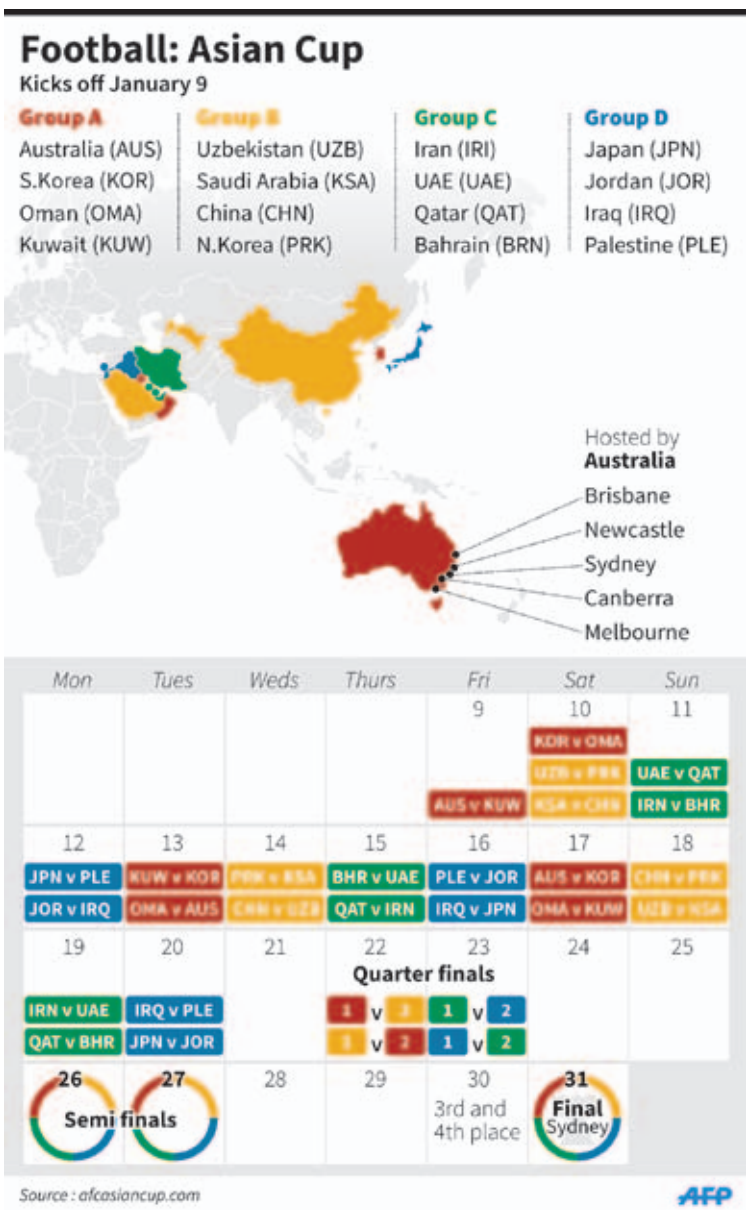 Football: Asian Cup
Kicks off January 9
Group A
Australia (AUS)
S.Korea (KOR)
Oman (OMA)
Kuwait (KUW)
Group B
Uzbekistan (UZB)
Saudi Arabia (KSA)
China (CHN)
N.Korea (PRK)
Group C
Iran (IRI)
UAE (UAE)
Qatar (QAT)
Bahrain (BRN)
Group D
Japan (JPN)
Jordan (JOR)
Iraq (IRQ)
Palestine (PLE)
Hosted by
Australia
Brisbane
Newcastle
Sydney
Canberra
Melbourne
Mon Tues Weds Thurs Fri Sat Sun
9 10 11
KOR v OMA
UZB v PRK UAE v QAT
AUS v KUW KSA v CHN IRN v BHR
12 13 14 15 16 17 18
JPN v PLE KUW v KOR PRK v KSA BHR v UAE PLE v JOR AUS v KOR CHN v PRK
JOR v IRQ OMA v AUS CHN v UZB QAT v IRN IRQ v JPN OMA v KUW UZB v KSA
19 20 21 22 23 24 25
Quarter finals
IRN v UAE IRQ v PLE 1 v 1 v 2
QAT v BHR JPN v JOR 1 v 2 1 v 2
26 27 28 29 30 31
Semi finals
3rd and
4th place
Final
Sydney
Source : afcasiancup.com
AFP